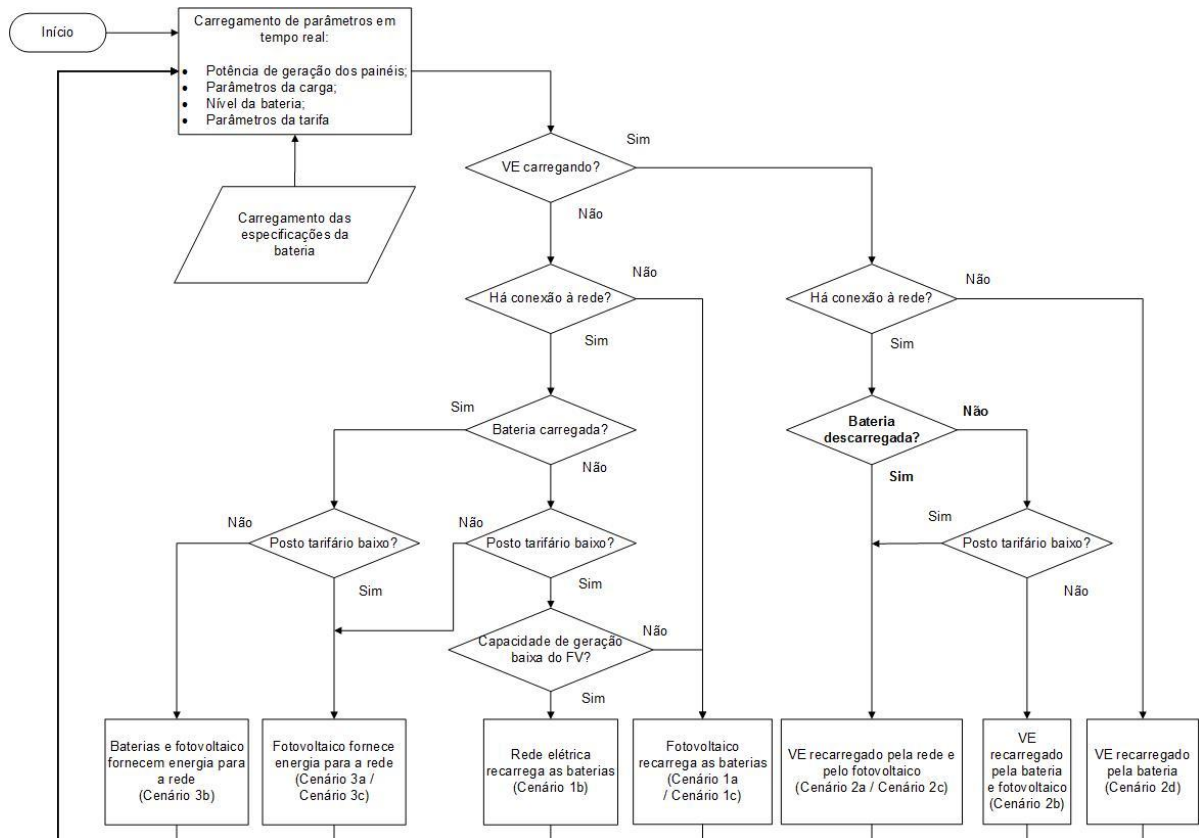 Início
Carregamento de parâmetros em
tempo real:
• Potência de geração dos painéis;
• Parâmetros da carga;
• Nível da bateria;
• Parâmetros da tarifa
Carregamento das
especificações da
bateria
VE carregando?
Sim
Não
Há conexão à rede?
Não
Sim
Há conexão à rede?
Não
Sim
Bateria carregada?
Sim
Não
Bateria
descarregada?
Não
Sim
Posto tarifário baixo?
Não
Sim
Posto tarifário baixo?
Não
Sim
Posto tarifário baixo?
Sim
Não
Capacidade de geração
baixa do FV?
Não
Sim
Baterias e fotovoltaico
fornecem energia para
a rede
(Cenário 3b)
Fotovoltaico fornece
energia para a rede
(Cenário 3a /
Cenário 3c)
Rede elétrica
recarrega as baterias
(Cenário 1b)
Fotovoltaico
recarrega as baterias
(Cenário 1a
/ Cenário 1c)
VE recarregado pela rede e
pelo fotovoltaico
(Cenário 2a / Cenário 2c)
VE
recarregado
pela bateria
e fotovoltaico
(Cenário 2b)
VE recarregado
pela bateria
(Cenário 2d)